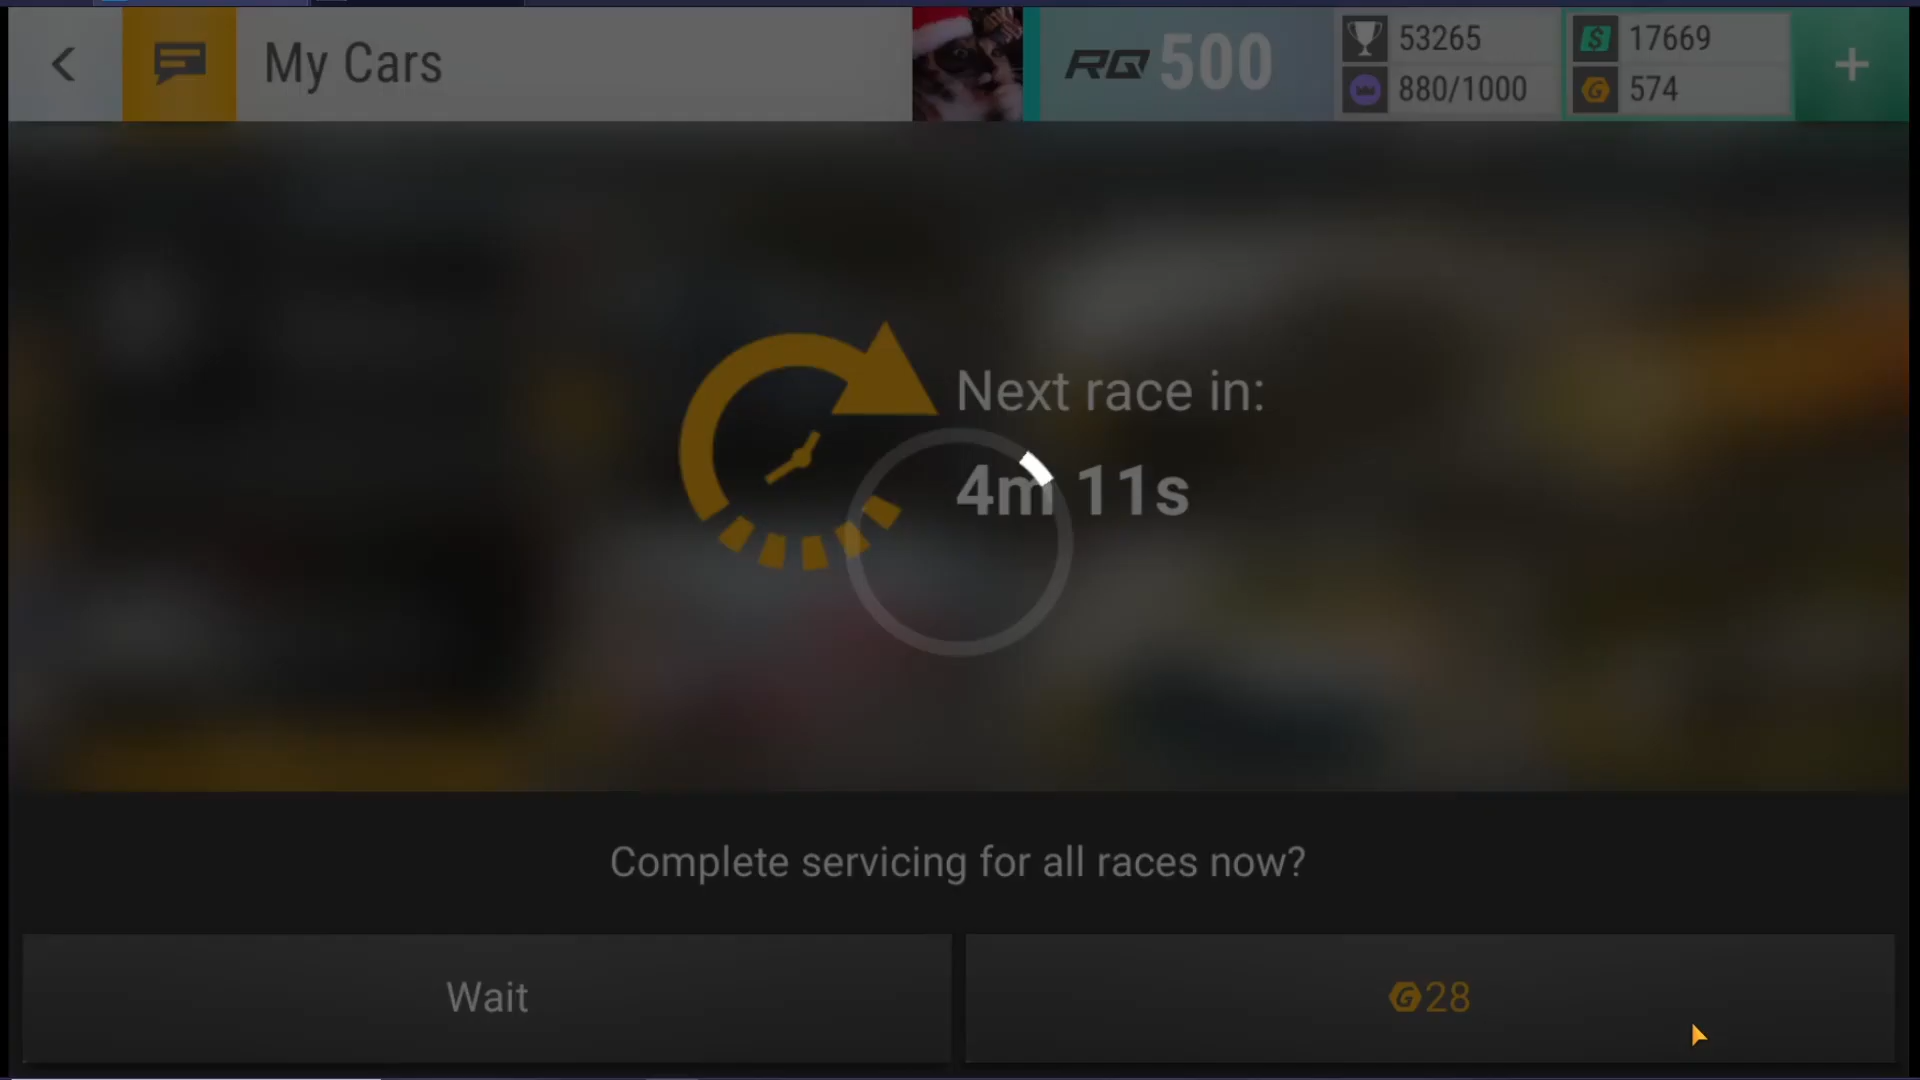 My Cars
RQ 500
53265
880/1000
$ 17669
G 574
+
Next race in:
4m 11s
Complete servicing for all races now?
Wait
G 28